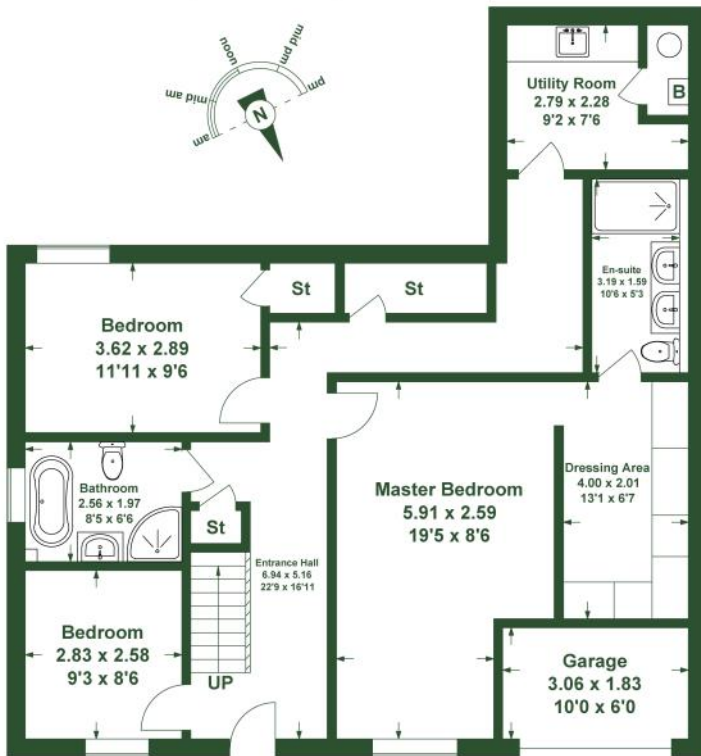 noon
mid pm
mid am
pm
am
N
Utility Room
2.79 x 2.28
9'2 x 7'6
B
En-suite
3.19 x 1.59
10'6 x 5'3
St
St
Bedroom
3.62 x 2.89
11'11 x 9'6
Bathroom
2.56 x 1.97
8'5 x 6'6
St
Master Bedroom
5.91 x 2.59
19'5 x 8'6
Dressing Area
4.00 x 2.01
13'1 x 6'7
Entrance Hall
6.94 x 5.16
22'9 x 16'11
Bedroom
2.83 x 2.58
9'3 x 8'6
UP
Garage
3.06 x 1.83
10'0 x 6'0